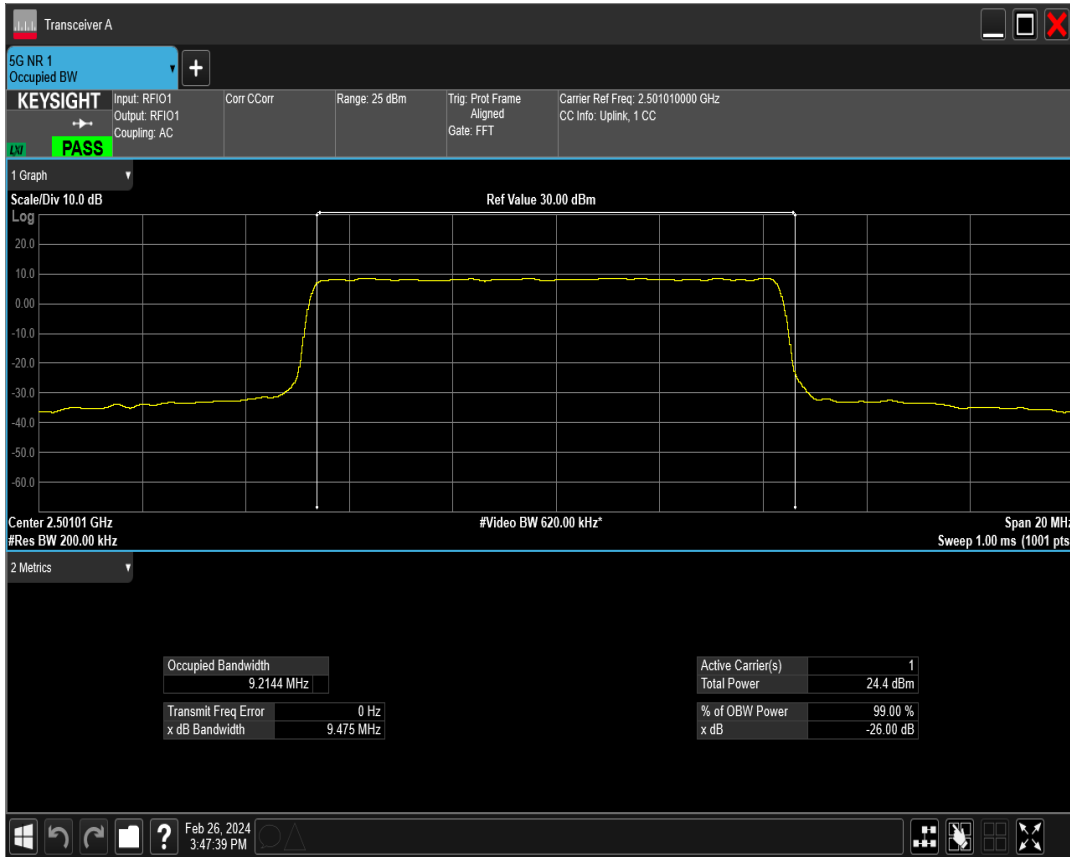 Transceiver A
5G NR 1
Occupied BW
KEYSIGHT
Input: RFIO1
Output: RFIO1
Coupling: AC
Corr CCorr
Range: 25 dBm
Trig: Prot Frame
Aligned
Gate: FFT
Carrier Ref Freq: 2.501010000 GHz
CC Info: Uplink, 1 CC
LXI
PASS
1 Graph
Scale/Div 10.0 dB
Ref Value 30.00 dBm
Log
20.0
10.0
0.00
-10.0
-20.0
-30.0
-40.0
-50.0
-60.0
Center 2.50101 GHz
#Video BW 620.00 kHz*
Span 20 MHz
#Res BW 200.00 kHz
Sweep 1.00 ms (1001 pts
2 Metrics
Occupied Bandwidth
9.2144 MHz
Transmit Freq Error 0 Hz
x dB Bandwidth 9.475 MHz
Active Carrier(s) 1
Total Power 24.4 dBm
% of OBW Power 99.00 %
x dB -26.00 dB
?
Feb 26, 2024
3:47:39 PM